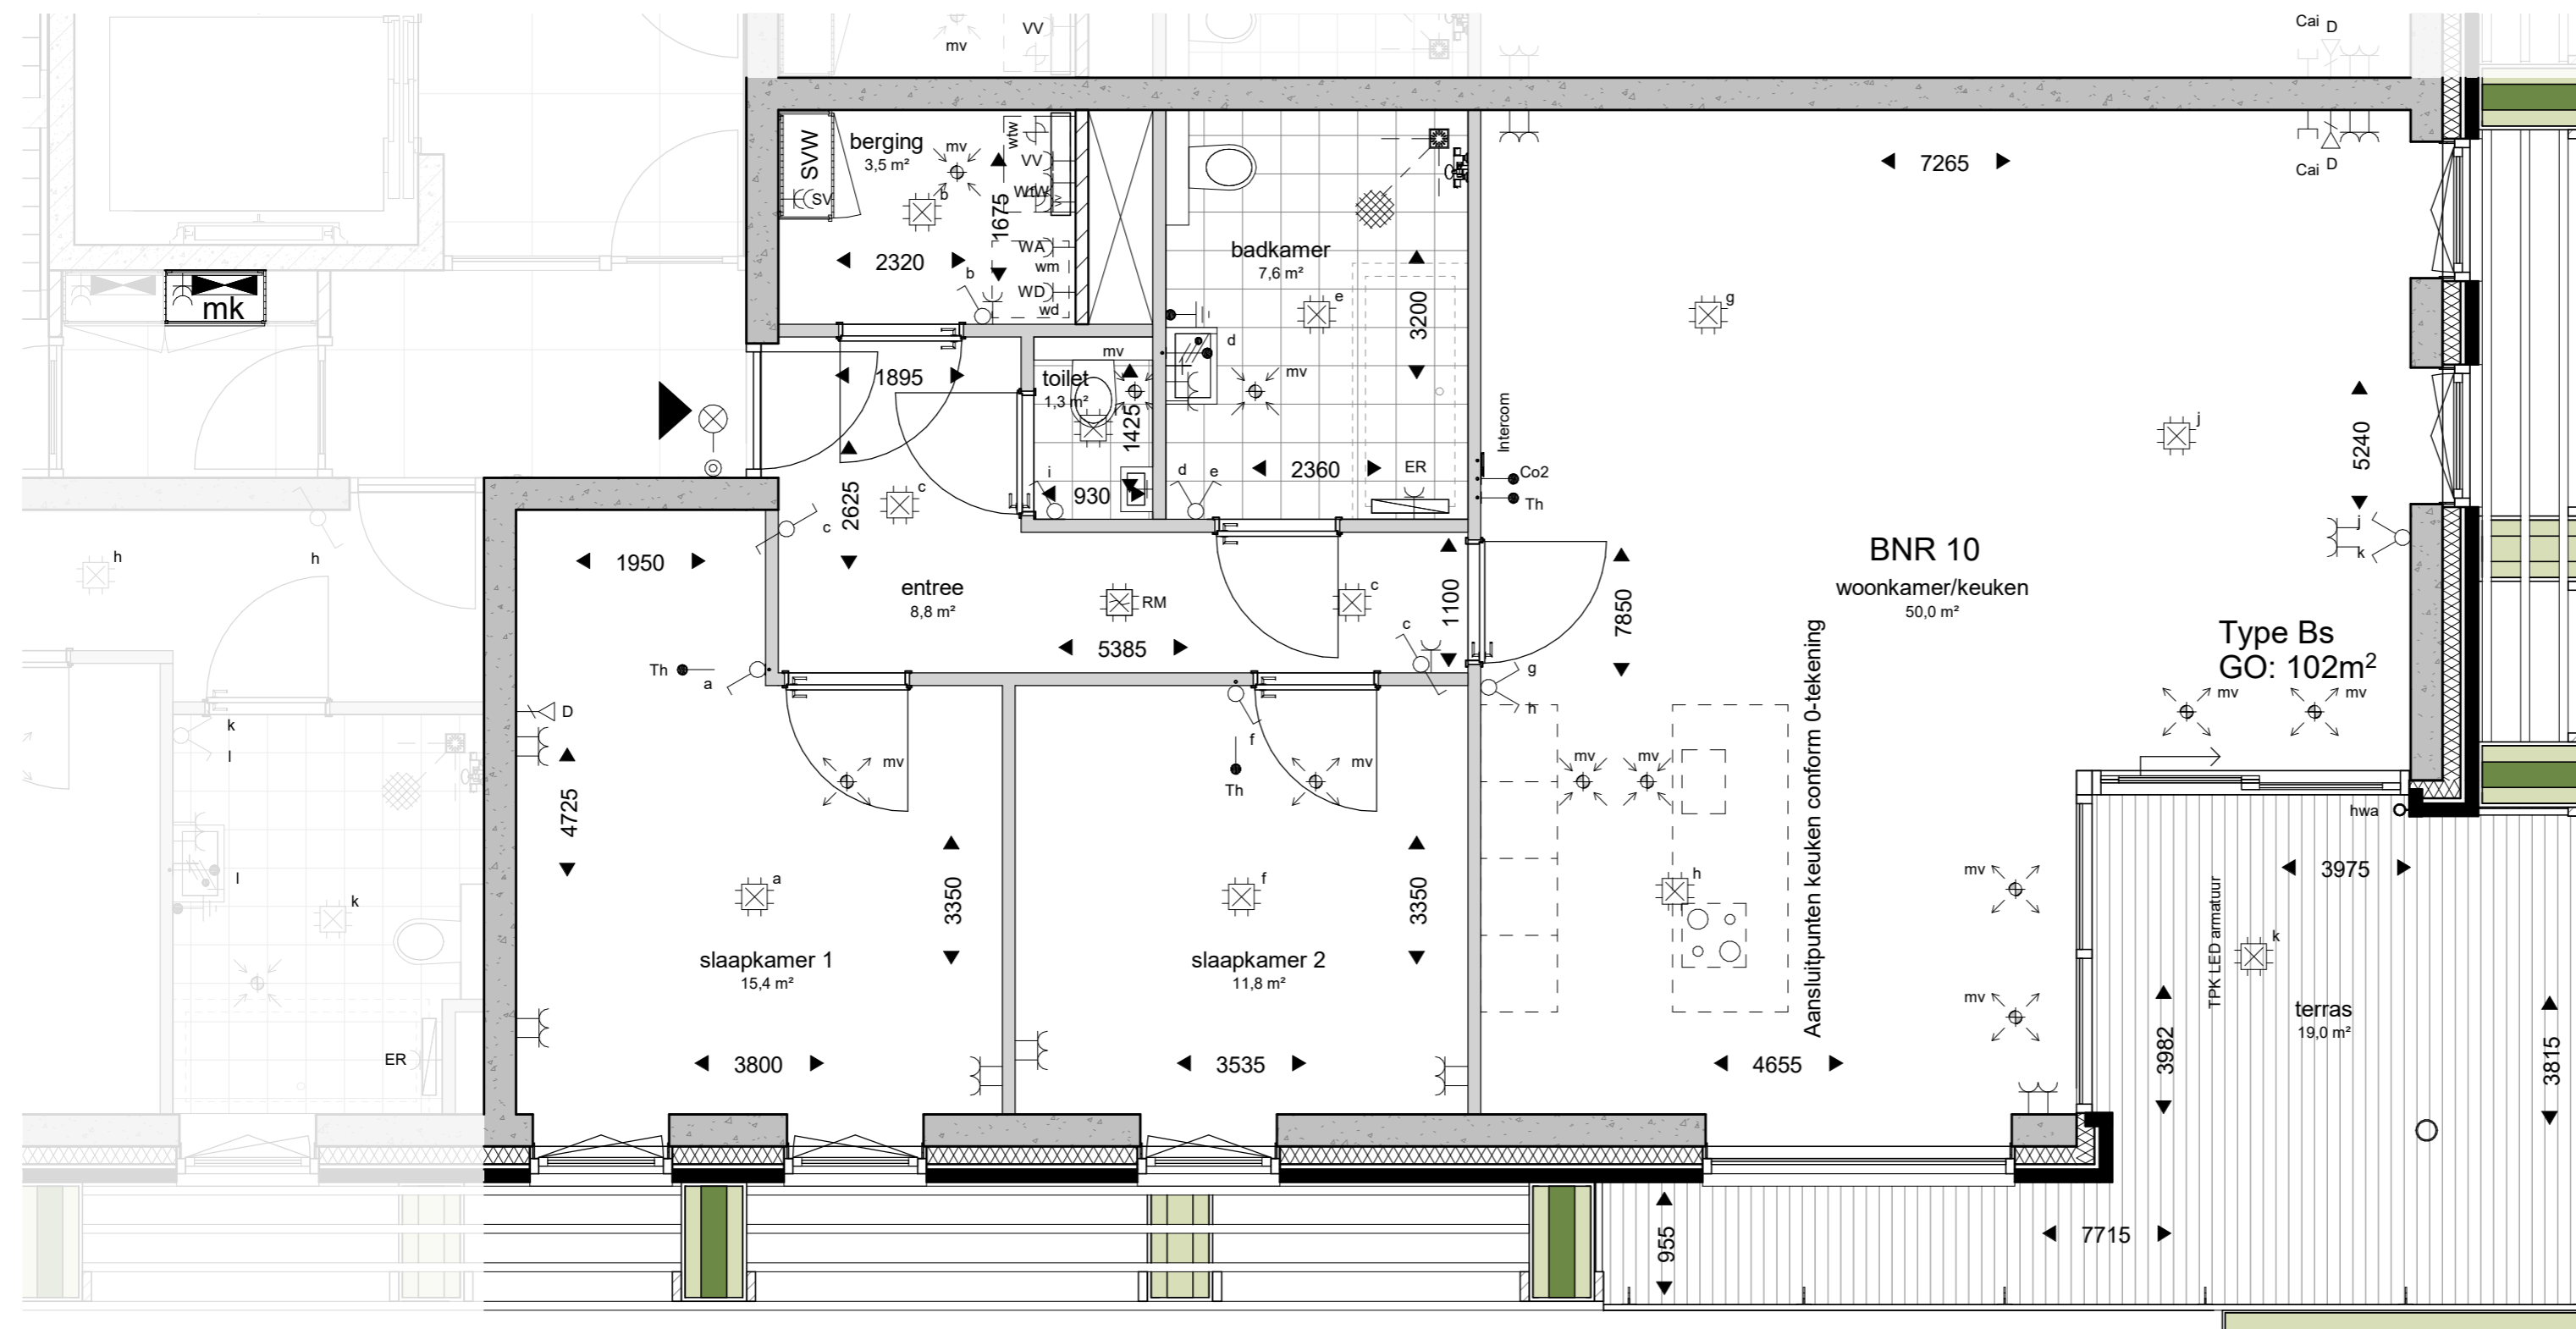 VV
mv
Cai D
SVW
SV
berging
3,5 m²
mv
b
wtw
VV
WtW
W
1675
WA
wm
WD
wd
2320
b
mk
badkamer
7,6 m²
e
3200
d
mv
2360
ER
d e
7265
Cai D
g
j
5240
j
k
Intercom
Co2
Th
1895
toilet
1,3 m²
mv
1425
i
930
2625
c
c
h
h
1950
entree
8,8 m²
RM
5385
c
c
1100
7850
g
h
BNR 10
woonkamer/keuken
50,0 m²
Type Bs
GO: 102m²
mv
mv
Th
a
D
4725
mv
a
3350
slaapkamer 1
15,4 m²
3800
f
Th
mv
f
3350
slaapkamer 2
11,8 m²
3535
mv
mv
h
Aansluitpunten keuken conform 0-tekening
mv
mv
4655
hwa
3975
TPK LED armatuur
k
terras
19,0 m²
3982
3815
955
7715
k
l
l
k
ER